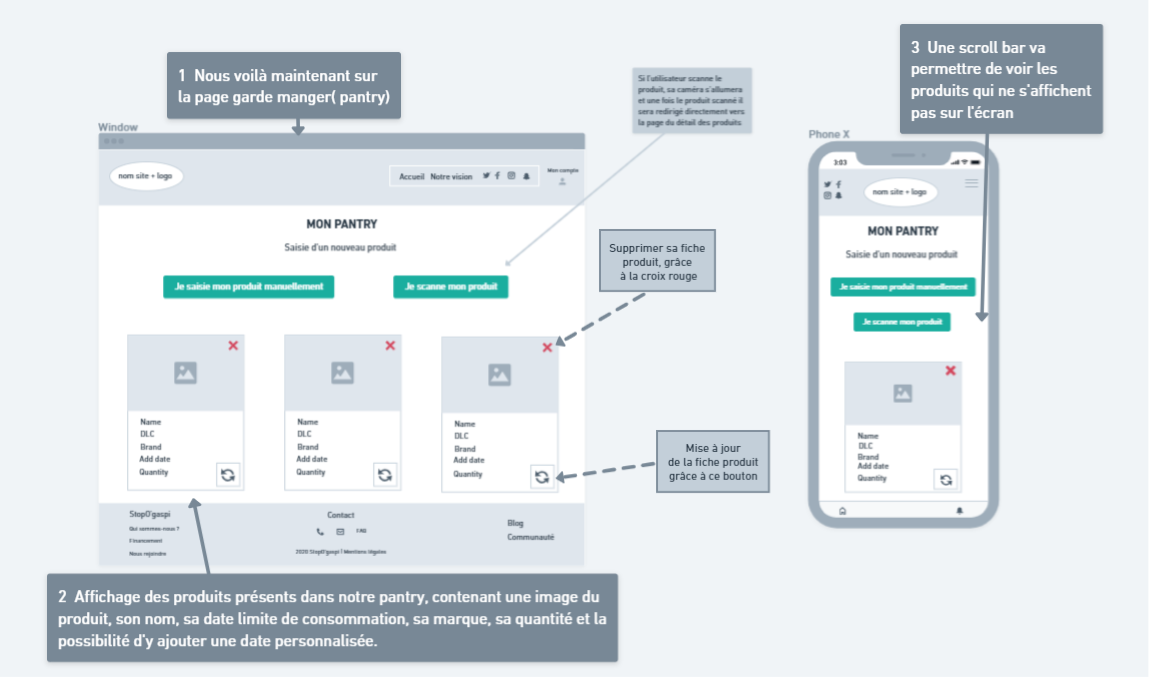 1 Nous voilà maintenant sur
la page garde manger( pantry)
Si l'utilisateur scanne le
produit, sa caméra s'allumera
et une fois le produit scanné il
sera redirigé directement vers
la page du détail des produits
3 Une scroll bar va
permettre de voir les
produits qui ne s'affichent
pas sur l'écran
Window
nom site + logo
Accueil Notre vision
Mon compte
MON PANTRY
Saisie d'un nouveau produit
Je saisie mon produit manuellement
Je scanne mon produit
Supprimer sa fiche
produit, grâce
à la croix rouge
Name
DLC
Brand
Add date
Quantity
Name
DLC
Brand
Add date
Quantity
Name
DLC
Brand
Add date
Quantity
Mise à jour
de la fiche produit
grâce à ce bouton
StopO'gaspi
Qui sommes-nous ?
Financement
Nous rejoindre
Contact
FAQ
2020 StopO'gaspi | Mentions légales
Blog
Communauté
Phone X
3:03
nom site + logo
MON PANTRY
Saisie d'un nouveau produit
Je saisie mon produit manuellement
Je scanne mon produit
Name
DLC
Brand
Add date
Quantity
2 Affichage des produits présents dans notre pantry, contenant une image du
produit, son nom, sa date limite de consommation, sa marque, sa quantité et la
possibilité d'y ajouter une date personnalisée.